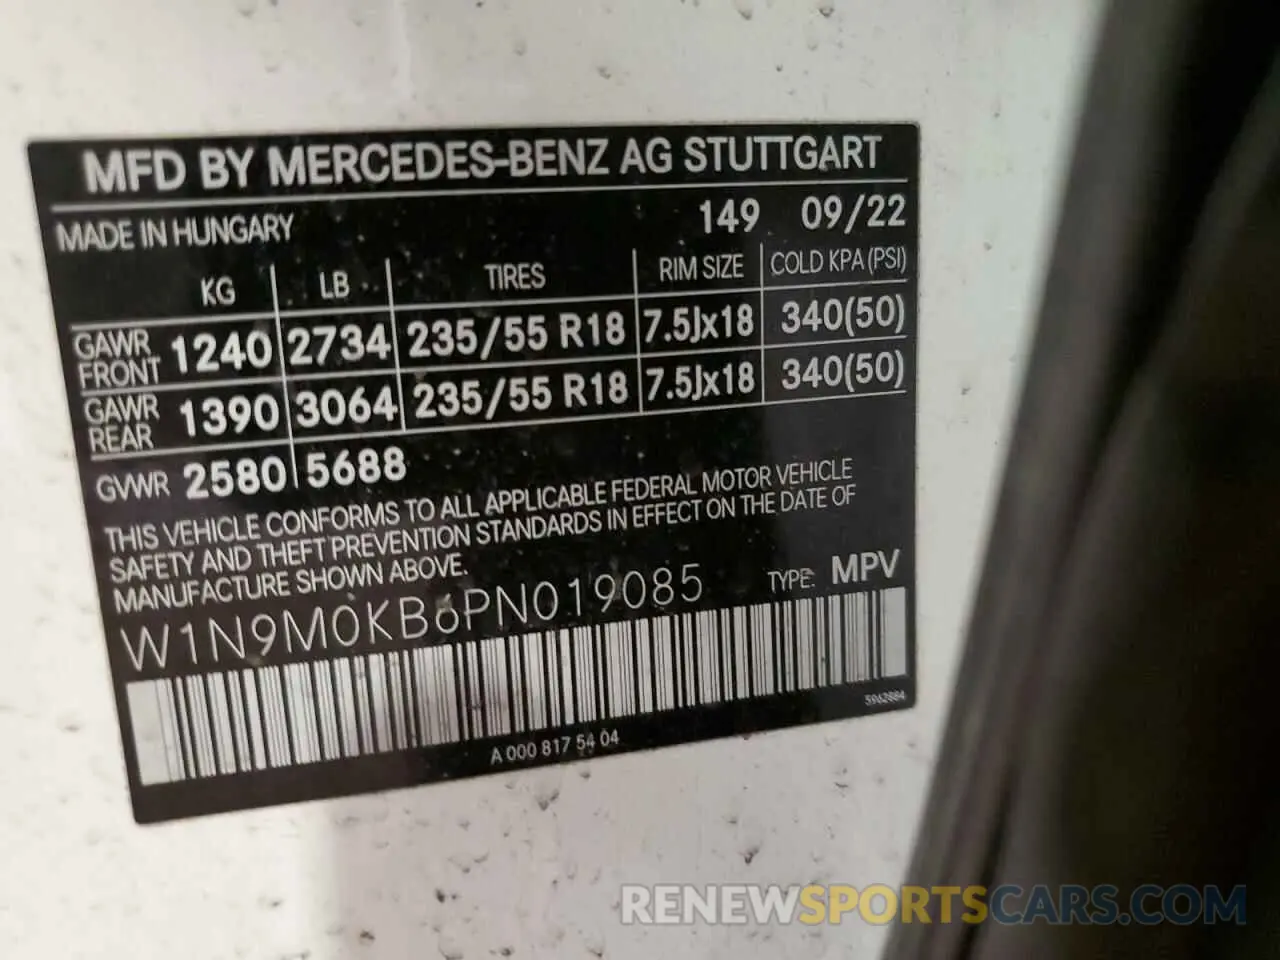 MFD BY MERCEDES-BENZ AG STUTTGART
MADE IN HUNGARY 149 09/22
KG LB TIRES RIM SIZE COLD KPA (PSI)
GAWR FRONT 1240 2734 235/55 R18 7.5Jx18 340(50)
GAWR REAR 1390 3064 235/55 R18 7.5Jx18 340(50)
GVWR 2580 5688
THIS VEHICLE CONFORMS TO ALL APPLICABLE FEDERAL MOTOR VEHICLE
SAFETY AND THEFT PREVENTION STANDARDS IN EFFECT ON THE DATE OF
MANUFACTURE SHOWN ABOVE.
W1N9M0KB6PN019085 TYPE: MPV
5962884
A 000 817 54 04
RENEWSPORTSCARS.COM